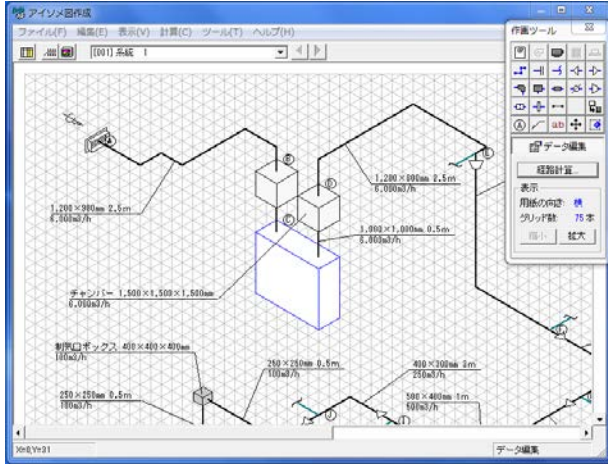 アイソメ図作成
ファイル(F) 編集(E) 表示(V) 計算(C) ツール(T) ヘルプ(H)
[001] 系統 1
作画ツール
A
ab
データ編集
経路計算...
表示
用紙の向き: 横
グリッド数: 75 本
縮小 拡大
A
B
C
D
E
1,200×900mm 2.5m
6,000m3/h
1,200×800mm 2.5m
6,000m3/h
1,000×1,000mm 0.5m
6,000m3/h
チャンバー 1,500×1,500×1,500mm
6,000m3/h
制気口ボックス 400×400×400mm
100m3/h
250×250mm 0.5m
100m3/h
250×250mm 0.5m
100m3/h
400×300mm 3m
250m3/h
500×400mm 1m
500m3/h
J
X=0,Y=31
データ編集